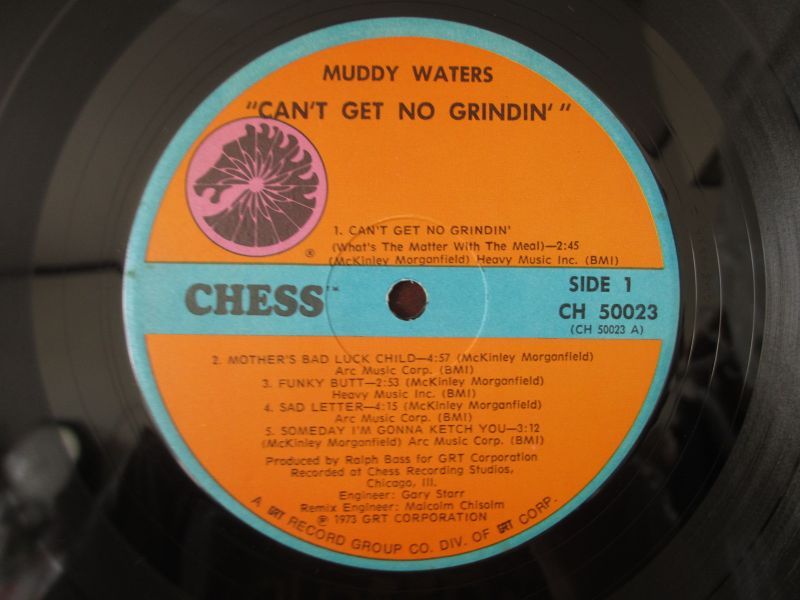 MUDDY WATERS
"CAN'T GET NO GRINDIN'"
1. CAN'T GET NO GRINDIN'
(What's The Matter With The Meal)—2:45
(McKinley Morganfield) Heavy Music Inc. (BMI)
®
CHESS™
SIDE 1
CH 50023
(CH 50023 A)
2. MOTHER'S BAD LUCK CHILD—4:57 (McKinley Morganfield)
Arc Music Corp. (BMI)
3. FUNKY BUTT—2:53 (McKinley Morganfield)
Heavy Music Inc. (BMI)
4. SAD LETTER—4:15 (McKinley Morganfield)
Arc Music Corp. (BMI)
5. SOMEDAY I'M GONNA KETCH YOU—3:12
(McKinley Morganfield) Arc Music Corp. (BMI)
Produced by Ralph Bass for GRT Corporation
Recorded at Chess Recording Studios,
Chicago, Ill.
Engineer: Gary Starr
Remix Engineer: Malcolm Chisolm
℗ 1973 GRT CORPORATION
A GRT RECORD GROUP CO. DIV. OF GRT CORP.